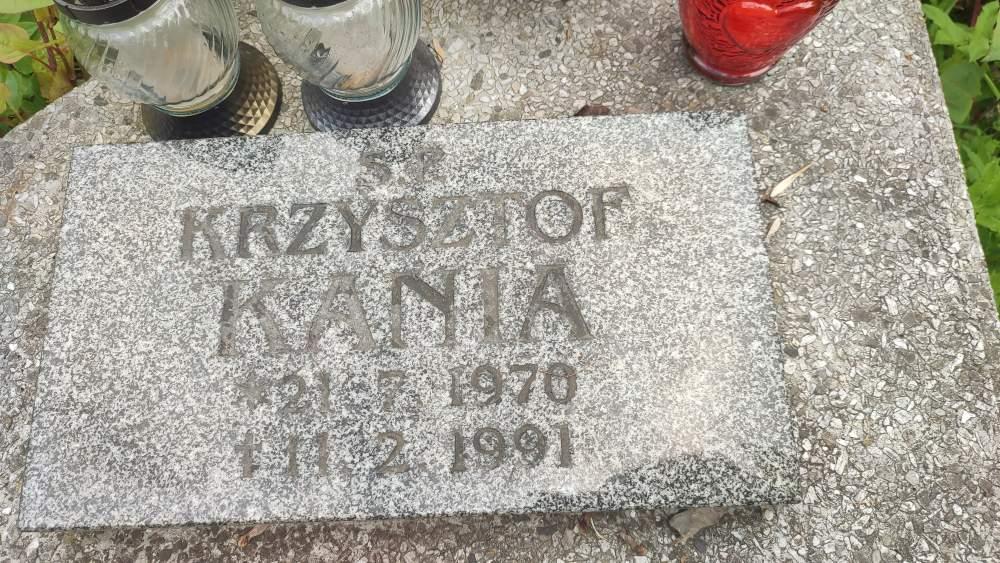 Ś.P.
KRZYSZTOF
KANIA
* 21. 7. 1970
† 11. 2. 1991